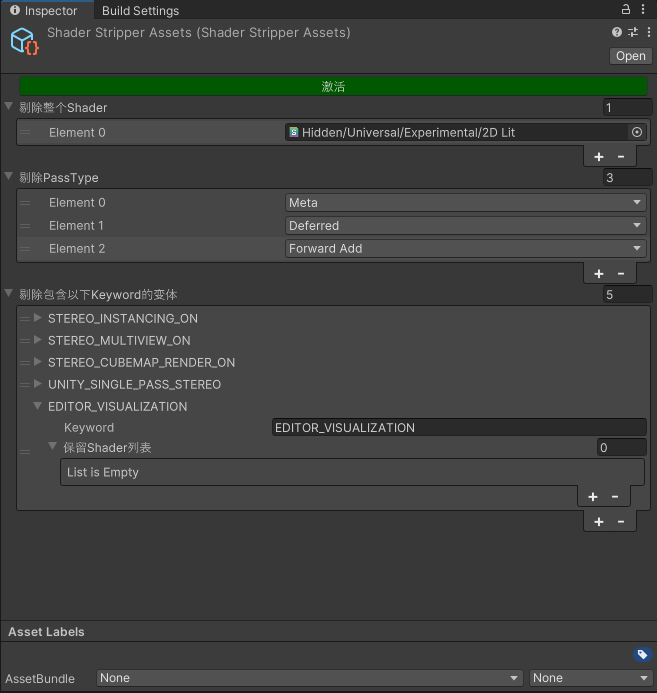 Inspector Build Settings
Shader Stripper Assets (Shader Stripper Assets)
Open
激活
剔除整个Shader 1
Element 0 Hidden/Universal/Experimental/2D Lit
+ -
剔除PassType 3
Element 0 Meta
Element 1 Deferred
Element 2 Forward Add
+ -
剔除包含以下Keyword的变体 5
STEREO_INSTANCING_ON
STEREO_MULTIVIEW_ON
STEREO_CUBEMAP_RENDER_ON
UNITY_SINGLE_PASS_STEREO
EDITOR_VISUALIZATION
Keyword EDITOR_VISUALIZATION
保留Shader列表 0
List is Empty
+ -
+ -
Asset Labels
AssetBundle None None